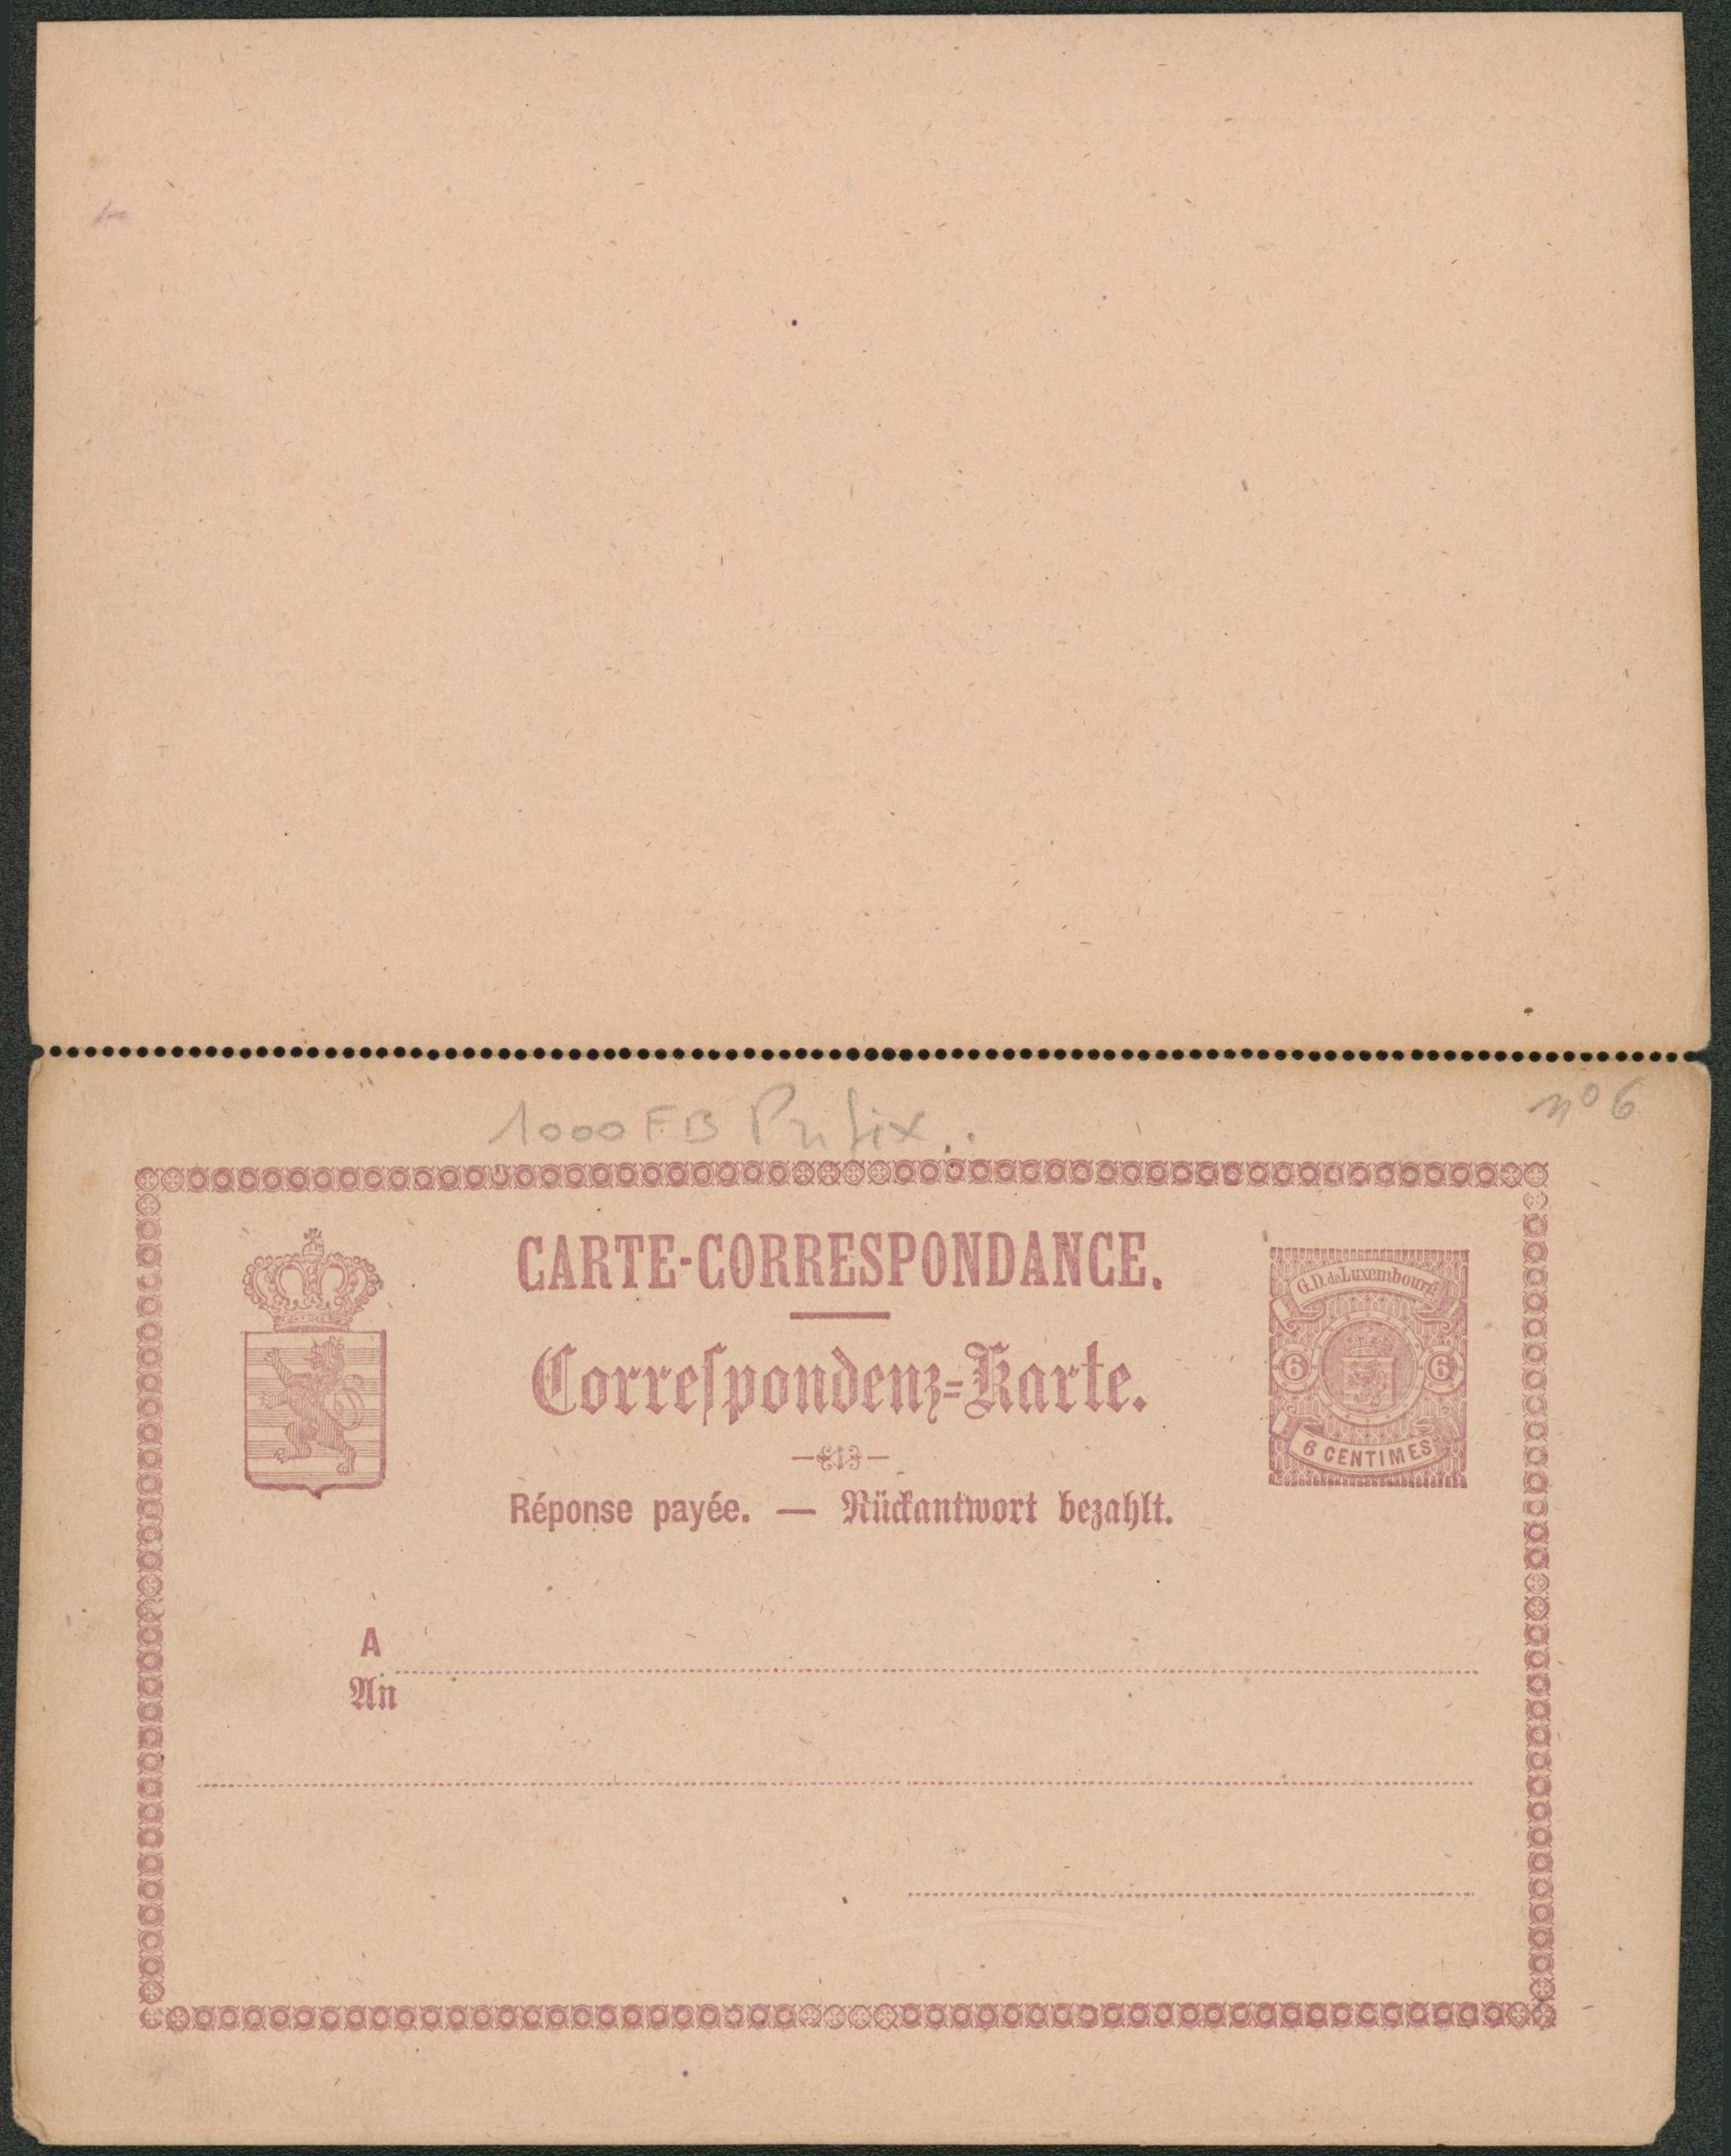 1000 FB Prifix.
n° 6
CARTE-CORRESPONDANCE.
G.D. de Luxembourg
Correſpondenz-Karte.
6 6
6 CENTIMES
Réponse payée. — Rückantwort bezahlt.
A
An